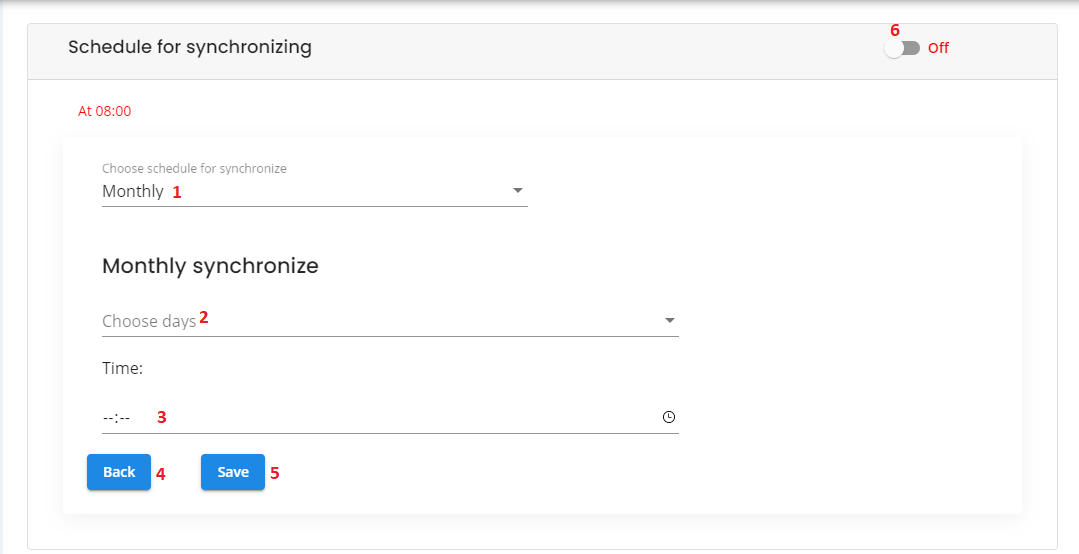 6
Schedule for synchronizing Off
At 08:00
Choose schedule for synchronize
Monthly 1
Monthly synchronize
Choose days 2
Time:
--:-- 3
Back 4 Save 5